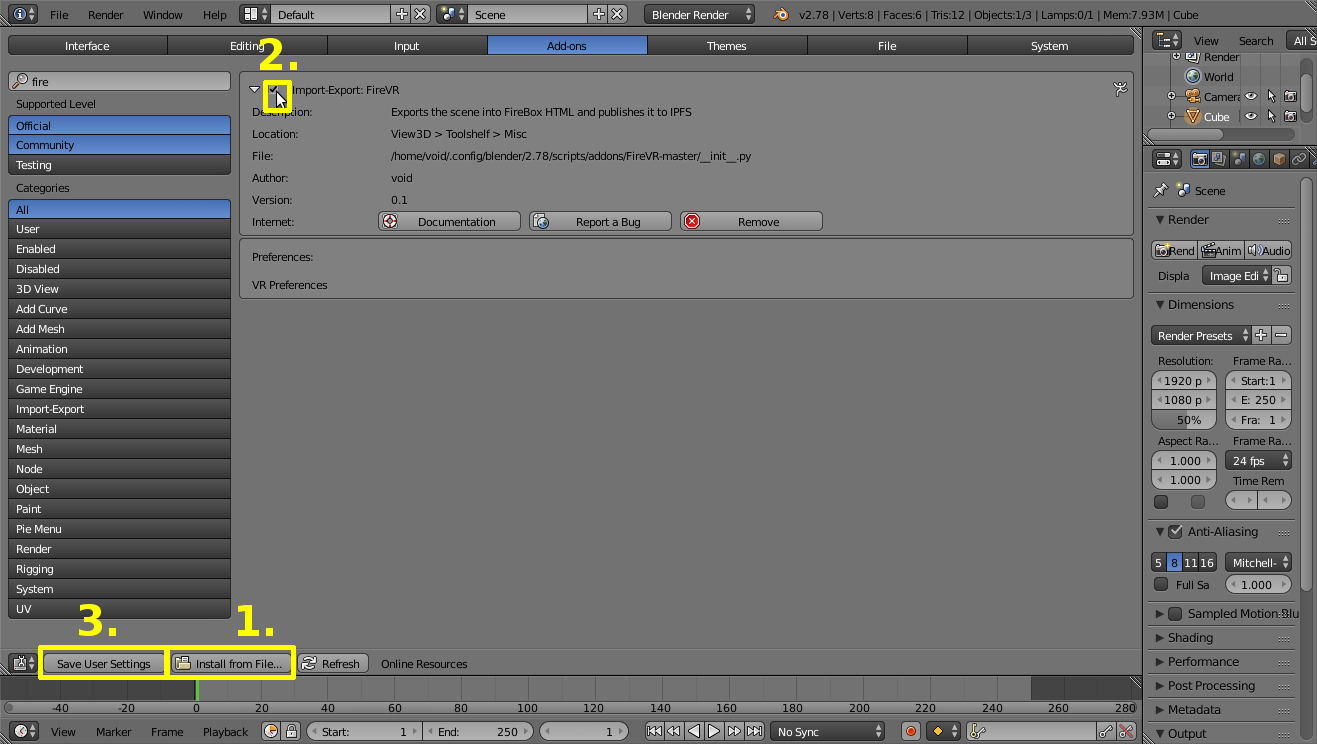 File Render Window Help Default Scene Blender Render v2.78 | Verts:8 | Faces:6 | Tris:12 | Objects:1/3 | Lamps:0/1 | Mem:7.93M | Cube
Interface Editing Input Add-ons Themes File System
View Search All S
2.
fire
Supported Level
Official
Community
Testing
Categories
All
User
Enabled
Disabled
3D View
Add Curve
Add Mesh
Animation
Development
Game Engine
Import-Export
Material
Mesh
Node
Object
Paint
Pie Menu
Render
Rigging
System
UV
Import-Export: FireVR
Description: Exports the scene into FireBox HTML and publishes it to IPFS
Location: View3D > Toolshelf > Misc
File: /home/void/.config/blender/2.78/scripts/addons/FireVR-master/__init__.py
Author: void
Version: 0.1
Internet: Documentation Report a Bug Remove
Preferences:
VR Preferences
Render
World
Camera
Cube
Scene
Render
Rend Anim Audio
Displa Image Edi
Dimensions
Render Presets
Resolution: Frame Ra...
1920 p Start:1
1080 p E: 250
50% Fra: 1
Aspect Ra... Frame Ra...
1.000 24 fps
1.000 Time Rem
Anti-Aliasing
5 8 11 16 Mitchell-
Full Sa 1.000
Sampled Motion Blu
Shading
Performance
Post Processing
Metadata
Output
3. 1.
Save User Settings Install from File... Refresh Online Resources
-40 -20 0 20 40 60 80 100 120 140 160 180 200 220 240 260 280
View Marker Frame Playback Start: 1 End: 250 1 No Sync